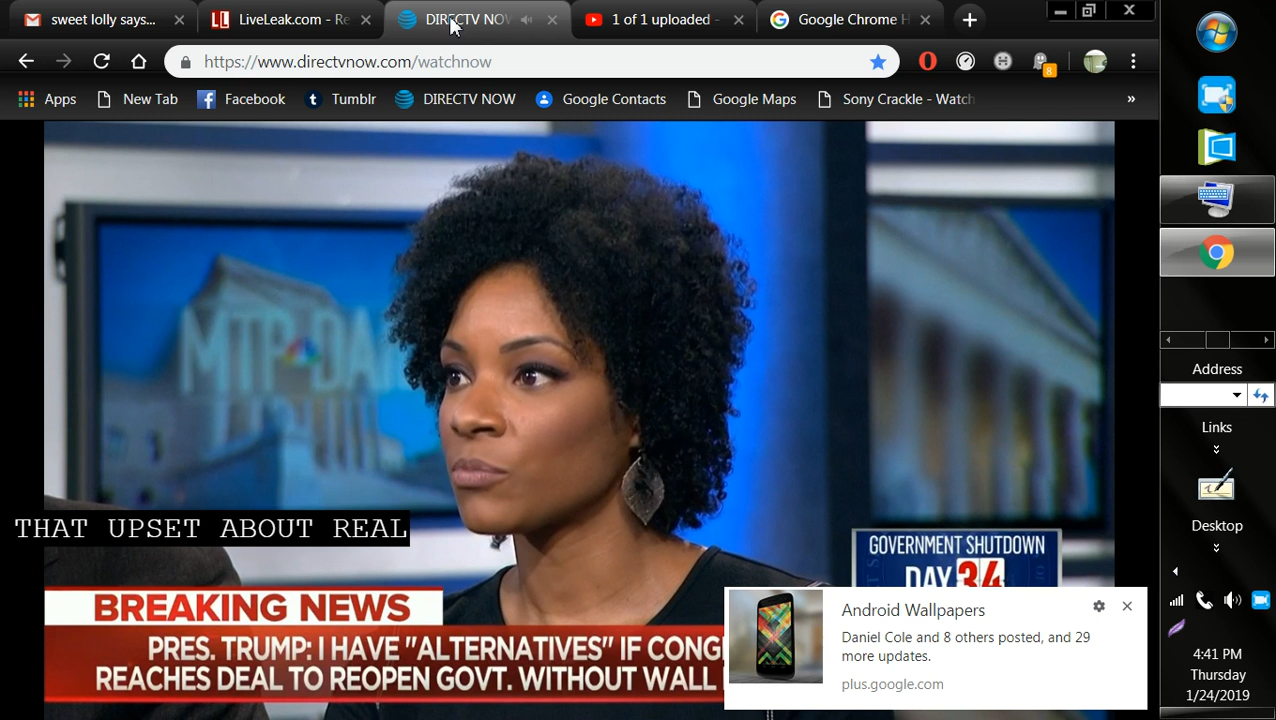 sweet lolly says...
LiveLeak.com - Re
DIRECTV NOW
1 of 1 uploaded -
Google Chrome H
https://www.directvnow.com/watchnow
8
Apps
New Tab
Facebook
Tumblr
DIRECTV NOW
Google Contacts
Google Maps
Sony Crackle - Watch
»
MTP DAI
THAT UPSET ABOUT REAL
GOVERNMENT SHUTDOWN
DAY 34
BREAKING NEWS
PRES. TRUMP: I HAVE "ALTERNATIVES" IF CONG
REACHES DEAL TO REOPEN GOVT. WITHOUT WALL
Android Wallpapers
Daniel Cole and 8 others posted, and 29
more updates.
plus.google.com
Address
Links
Desktop
4:41 PM
Thursday
1/24/2019